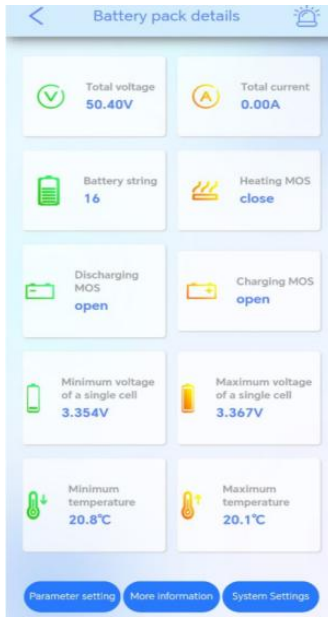 Battery pack details
Total voltage
50.40V
Total current
0.00A
Battery string
16
Heating MOS
close
Discharging
MOS
open
Charging MOS
open
Minimum voltage
of a single cell
3.354V
Maximum voltage
of a single cell
3.367V
Minimum
temperature
20.8℃
Maximum
temperature
20.1℃
Parameter setting
More information
System Settings